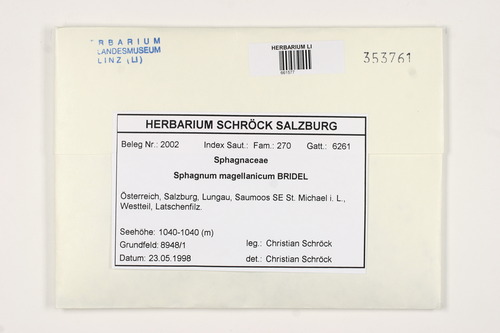 RBARIUM
LANDESMUSEUM
LINZ (LI)
HERBARIUM LI
353761
HERBARIUM SCHRÖCK SALZBURG
Beleg Nr.: 2002 Index Saut.: Fam.: 270 Gatt.: 6261
Sphagnaceae
Sphagnum magellanicum BRIDEL
Österreich, Salzburg, Lungau, Saumoos SE St. Michael i. L.,
Westteil, Latschenfilz.
Seehöhe: 1040-1040 (m)
Grundfeld: 8948/1 leg.: Christian Schröck
Datum: 23.05.1998 det.: Christian Schröck